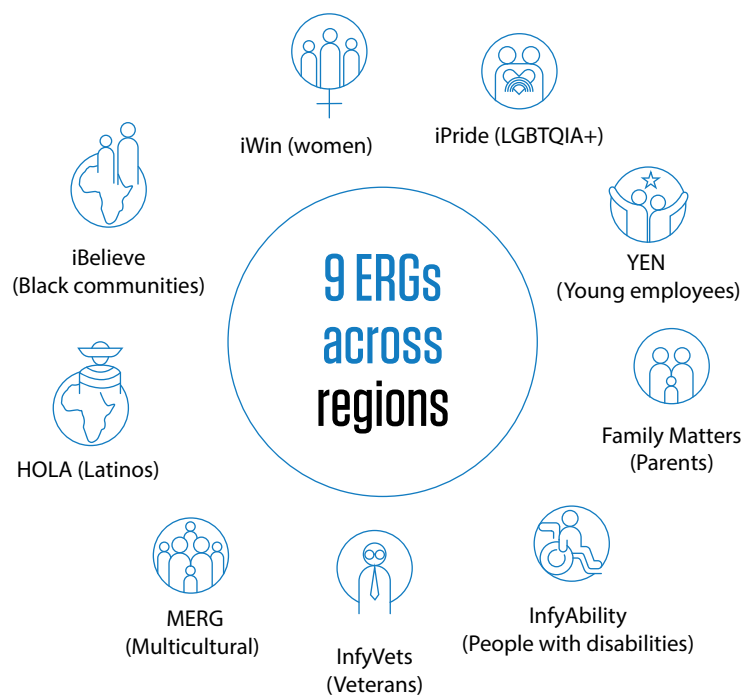 iWin (women)
iPride (LGBTQIA+)
iBelieve
(Black communities)
YEN
(Young employees)
9 ERGs
across
regions
Family Matters
(Parents)
HOLA (Latinos)
InfyAbility
(People with disabilities)
MERG
(Multicultural)
InfyVets
(Veterans)